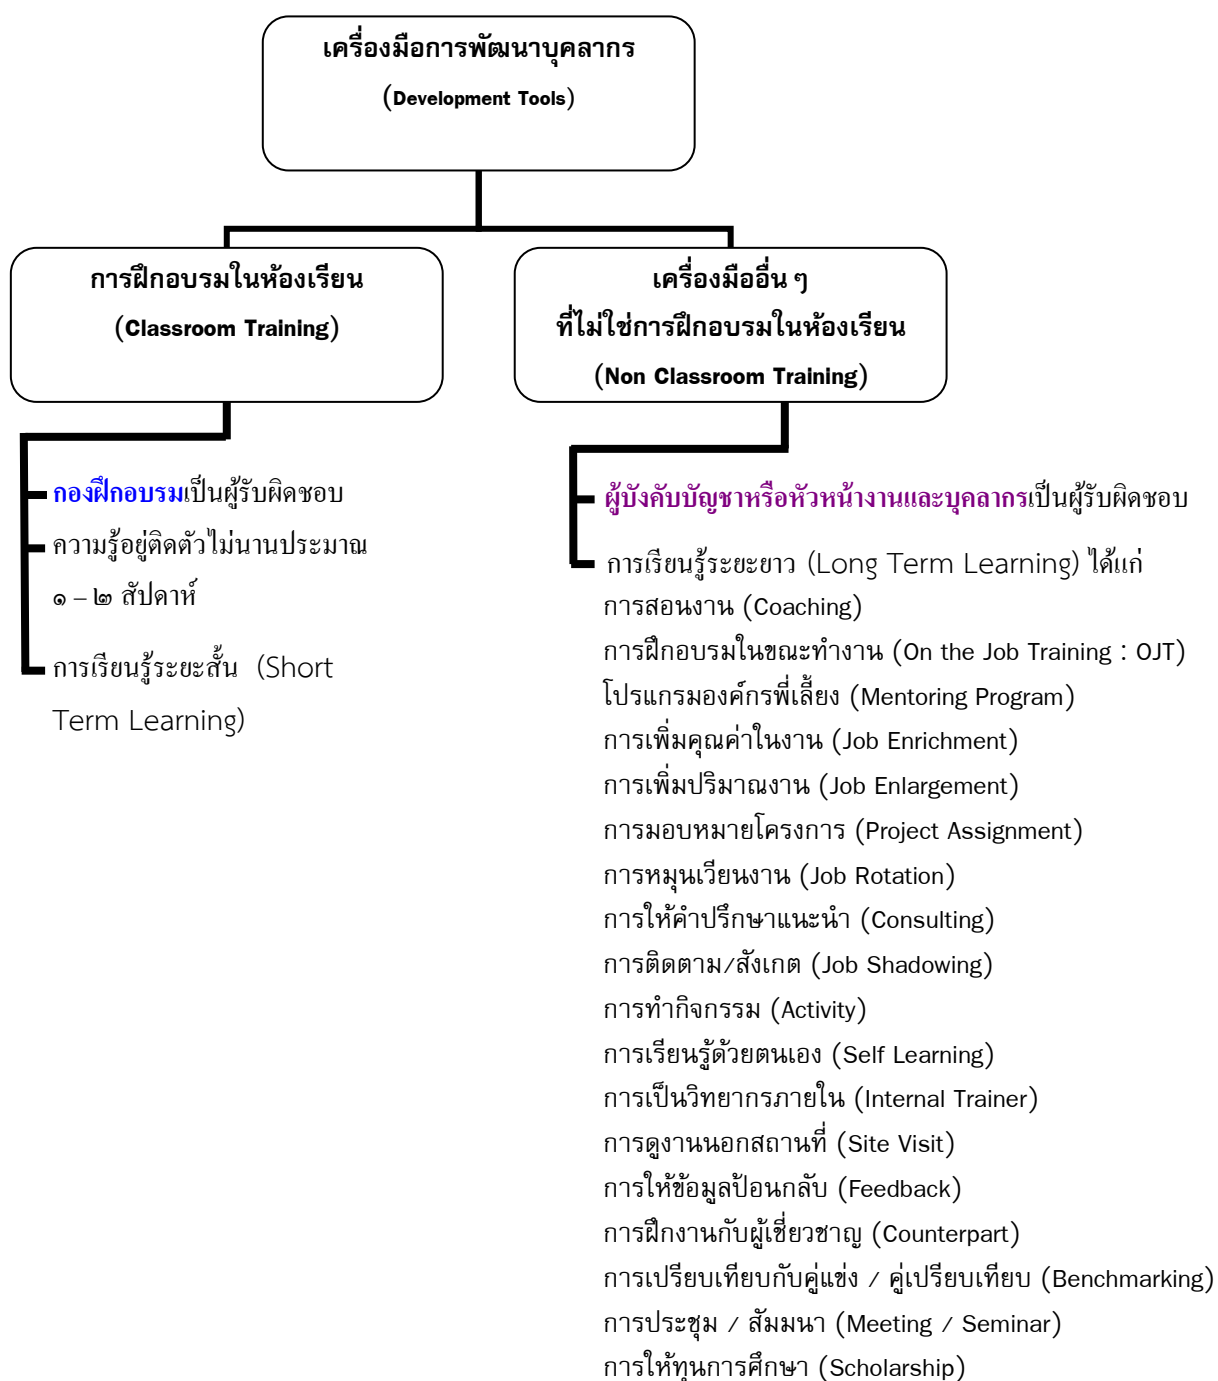 เครื่องมือการพัฒนาบุคลากร
(Development Tools)
การฝึกอบรมในห้องเรียน
(Classroom Training)
เครื่องมืออื่น ๆ
ที่ไม่ใช่การฝึกอบรมในห้องเรียน
(Non Classroom Training)
กองฝึกอบรมเป็นผู้รับผิดชอบ
ความรู้อยู่ติดตัวไม่นานประมาณ
๑ – ๒ สัปดาห์
การเรียนรู้ระยะสั้น (Short
Term Learning)
ผู้บังคับบัญชาหรือหัวหน้างานและบุคลากรเป็นผู้รับผิดชอบ
การเรียนรู้ระยะยาว (Long Term Learning) ได้แก่
การสอนงาน (Coaching)
การฝึกอบรมในขณะทำงาน (On the Job Training : OJT)
โปรแกรมองค์กรพี่เลี้ยง (Mentoring Program)
การเพิ่มคุณค่าในงาน (Job Enrichment)
การเพิ่มปริมาณงาน (Job Enlargement)
การมอบหมายโครงการ (Project Assignment)
การหมุนเวียนงาน (Job Rotation)
การให้คำปรึกษาแนะนำ (Consulting)
การติดตาม/สังเกต (Job Shadowing)
การทำกิจกรรม (Activity)
การเรียนรู้ด้วยตนเอง (Self Learning)
การเป็นวิทยากรภายใน (Internal Trainer)
การดูงานนอกสถานที่ (Site Visit)
การให้ข้อมูลป้อนกลับ (Feedback)
การฝึกงานกับผู้เชี่ยวชาญ (Counterpart)
การเปรียบเทียบกับคู่แข่ง / คู่เปรียบเทียบ (Benchmarking)
การประชุม / สัมมนา (Meeting / Seminar)
การให้ทุนการศึกษา (Scholarship)